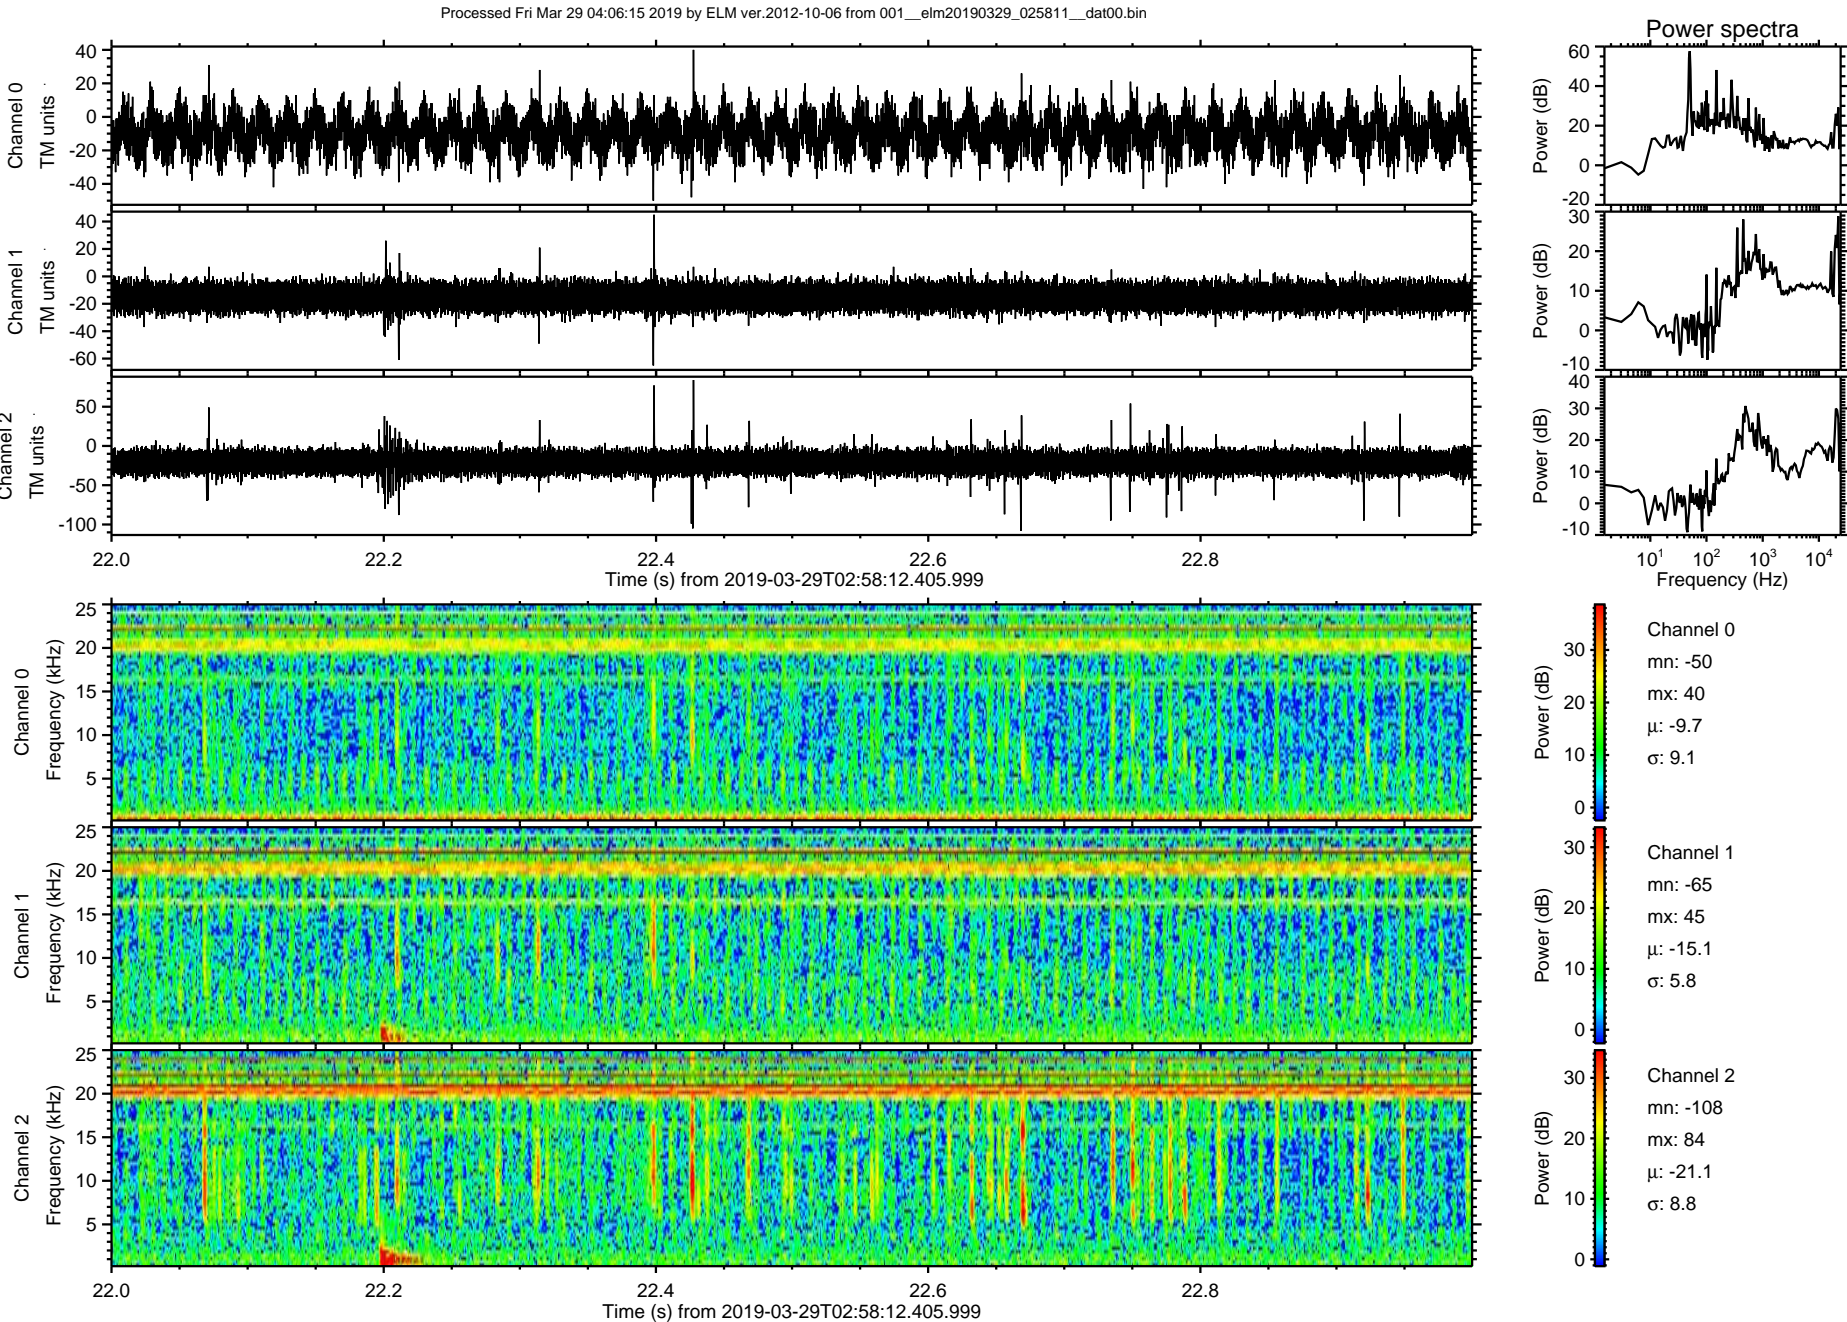 Processed Fri Mar 29 04:06:15 2019 by ELM ver.2012-10-06 from 001__elm20190329_025811__dat00.bin
Power spectra
Channel 0
TM units
40
20
0
-20
-40
Power (dB)
60
40
20
0
-20
Channel 1
TM units
40
20
0
-20
-40
-60
Power (dB)
30
20
10
0
-10
Channel 2
TM units
50
0
-50
-100
Power (dB)
40
30
20
10
0
-10
22.0 22.2 22.4 22.6 22.8
Time (s) from 2019-03-29T02:58:12.405.999
10^1 10^2 10^3 10^4
Frequency (Hz)
Channel 0
Frequency (kHz)
25
20
15
10
5
Power (dB)
30
20
10
0
Channel 0
mn: -50
mx: 40
μ: -9.7
σ: 9.1
Channel 1
Frequency (kHz)
25
20
15
10
5
Power (dB)
30
20
10
0
Channel 1
mn: -65
mx: 45
μ: -15.1
σ: 5.8
Channel 2
Frequency (kHz)
25
20
15
10
5
Power (dB)
30
20
10
0
Channel 2
mn: -108
mx: 84
μ: -21.1
σ: 8.8
22.0 22.2 22.4 22.6 22.8
Time (s) from 2019-03-29T02:58:12.405.999